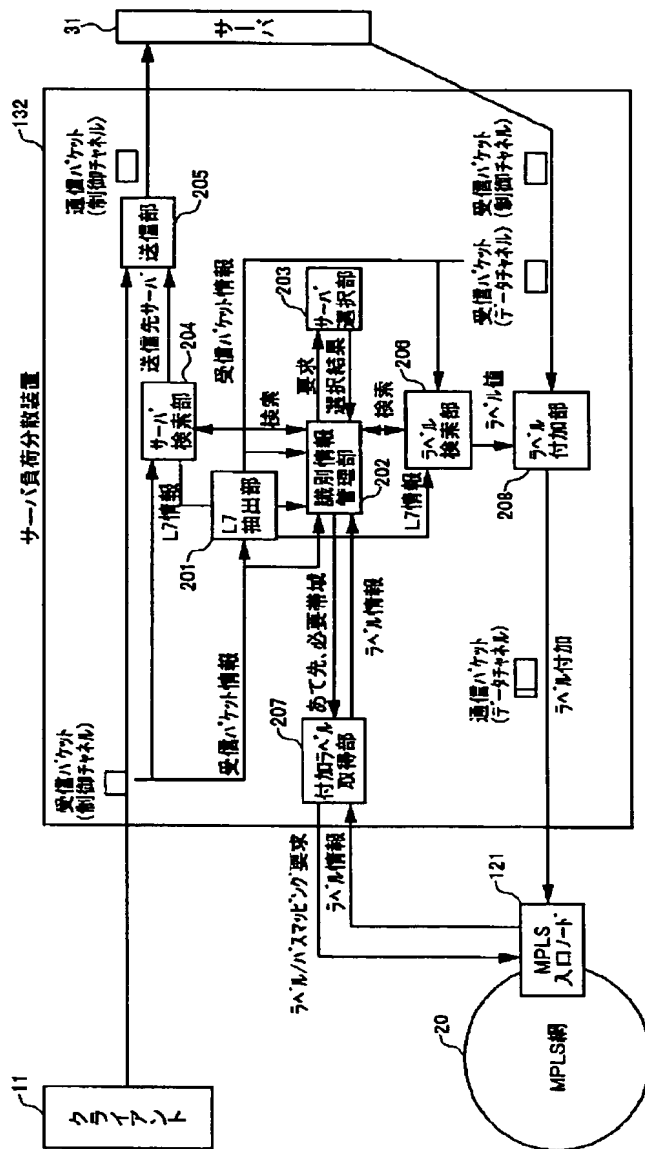 サーバ負荷分散装置
132
11
クライアント
受信パケット
(制御チャネル)
通信パケット
(制御チャネル)
31
サーバ
送信部
205
送信先サーバ
204
サーバ
検索部
L7情報
検索
受信パケット情報
203
サーバ
選択部
要求
選択結果
受信パケット
(データチャネル)
受信パケット
(制御チャネル)
L7
抽出部
201
識別情報
管理部
202
検索
206
ラベル
検索部
L7情報
ラベル値
ラベル
付加部
208
受信パケット情報
あて先、必要帯域
ラベル情報
207
付加ラベル
取得部
通信パケット
(データチャネル)
ラベル付加
ラベル/パスマッピング要求
ラベル情報
121
MPLS
入口ノード
20
MPLS網